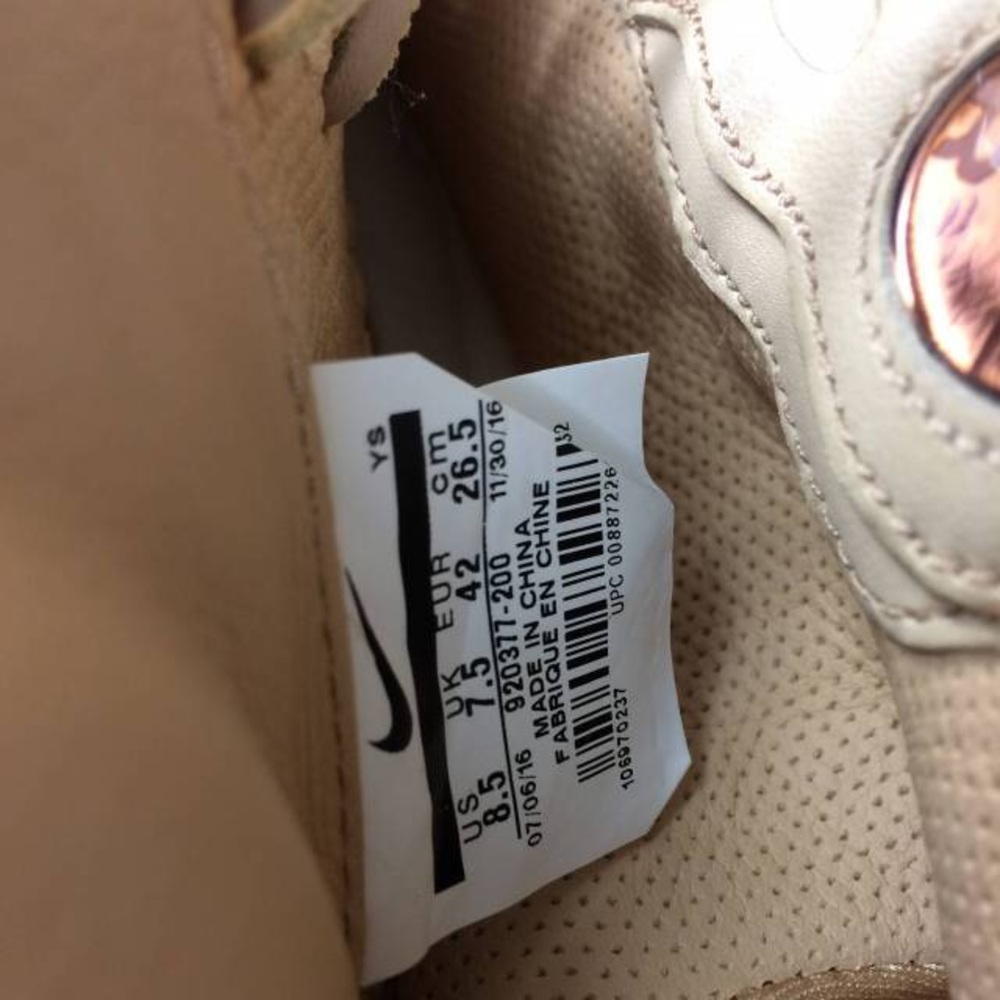 YS
US UK EUR cm
8.5 7.5 42 26.5
920377-200
07/06/16 11/30/16
MADE IN CHINA
FABRIQUE EN CHINE
106970237 UPC 00887226